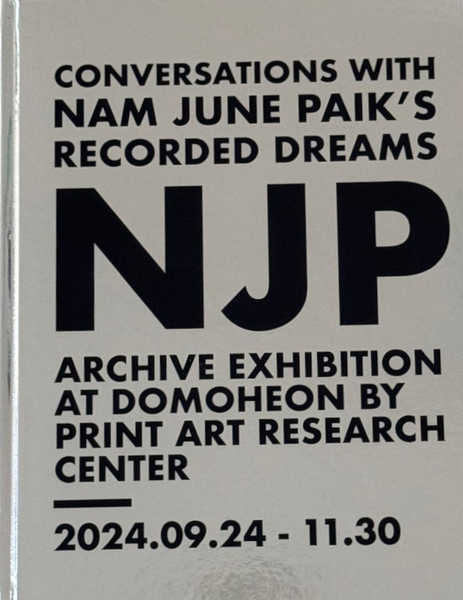 CONVERSATIONS WITH
NAM JUNE PAIK'S
RECORDED DREAMS
NJP
ARCHIVE EXHIBITION
AT DOMOHEON BY
PRINT ART RESEARCH
CENTER
2024.09.24 - 11.30